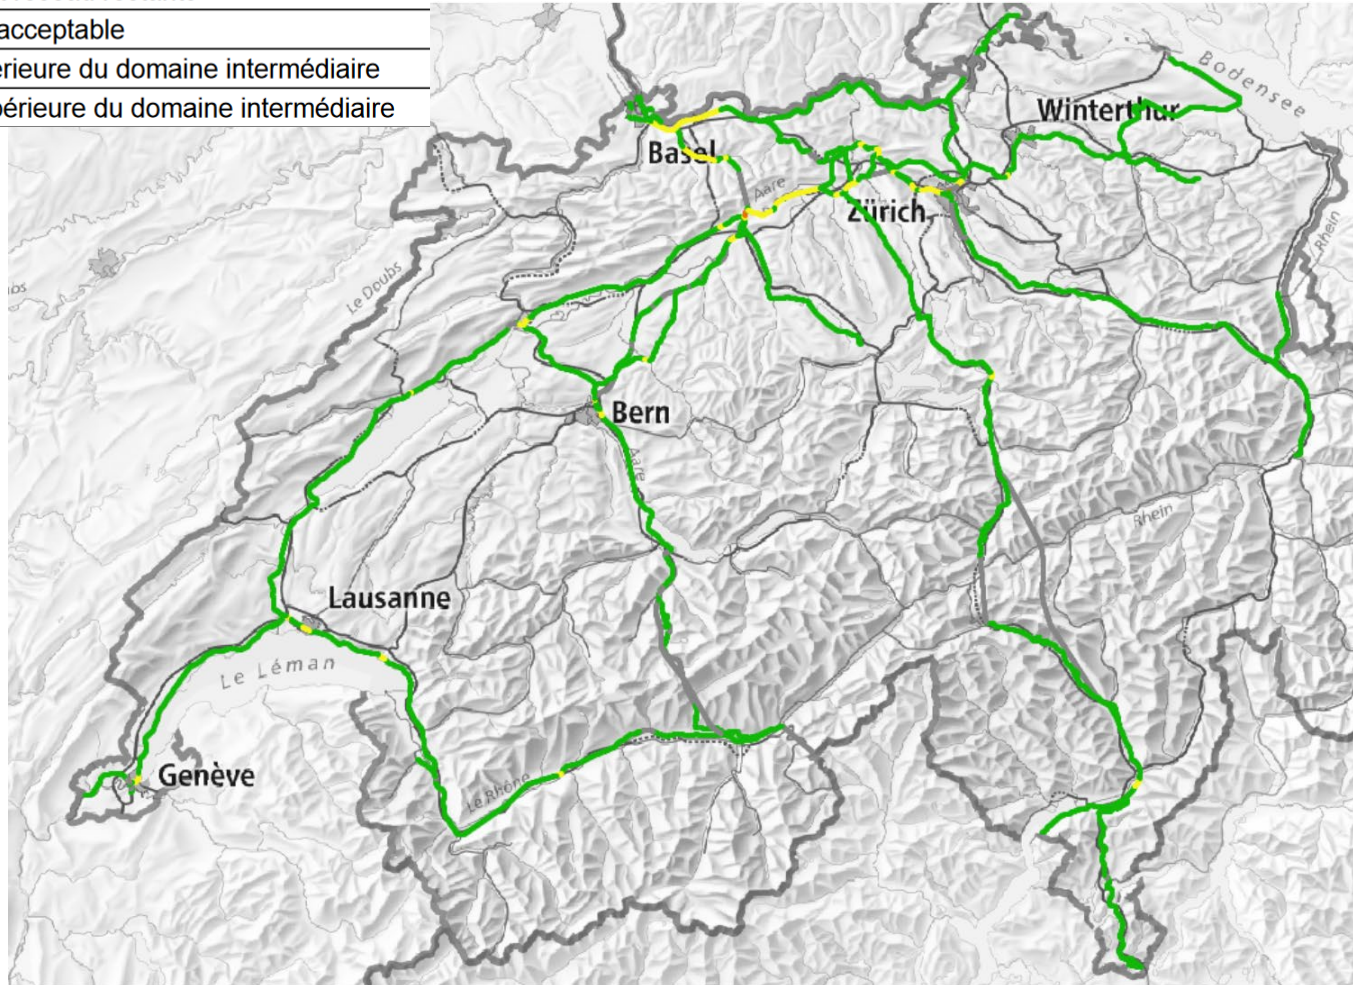 acceptable
érieure du domaine intermédiaire
périeure du domaine intermédiaire
Bodensee
Winterthur
Basel
Aare
Zürich
Rhein
Le Doubs
bs
Bern
Aare
Rhein
Lausanne
Le Léman
Genève
Le Rhône